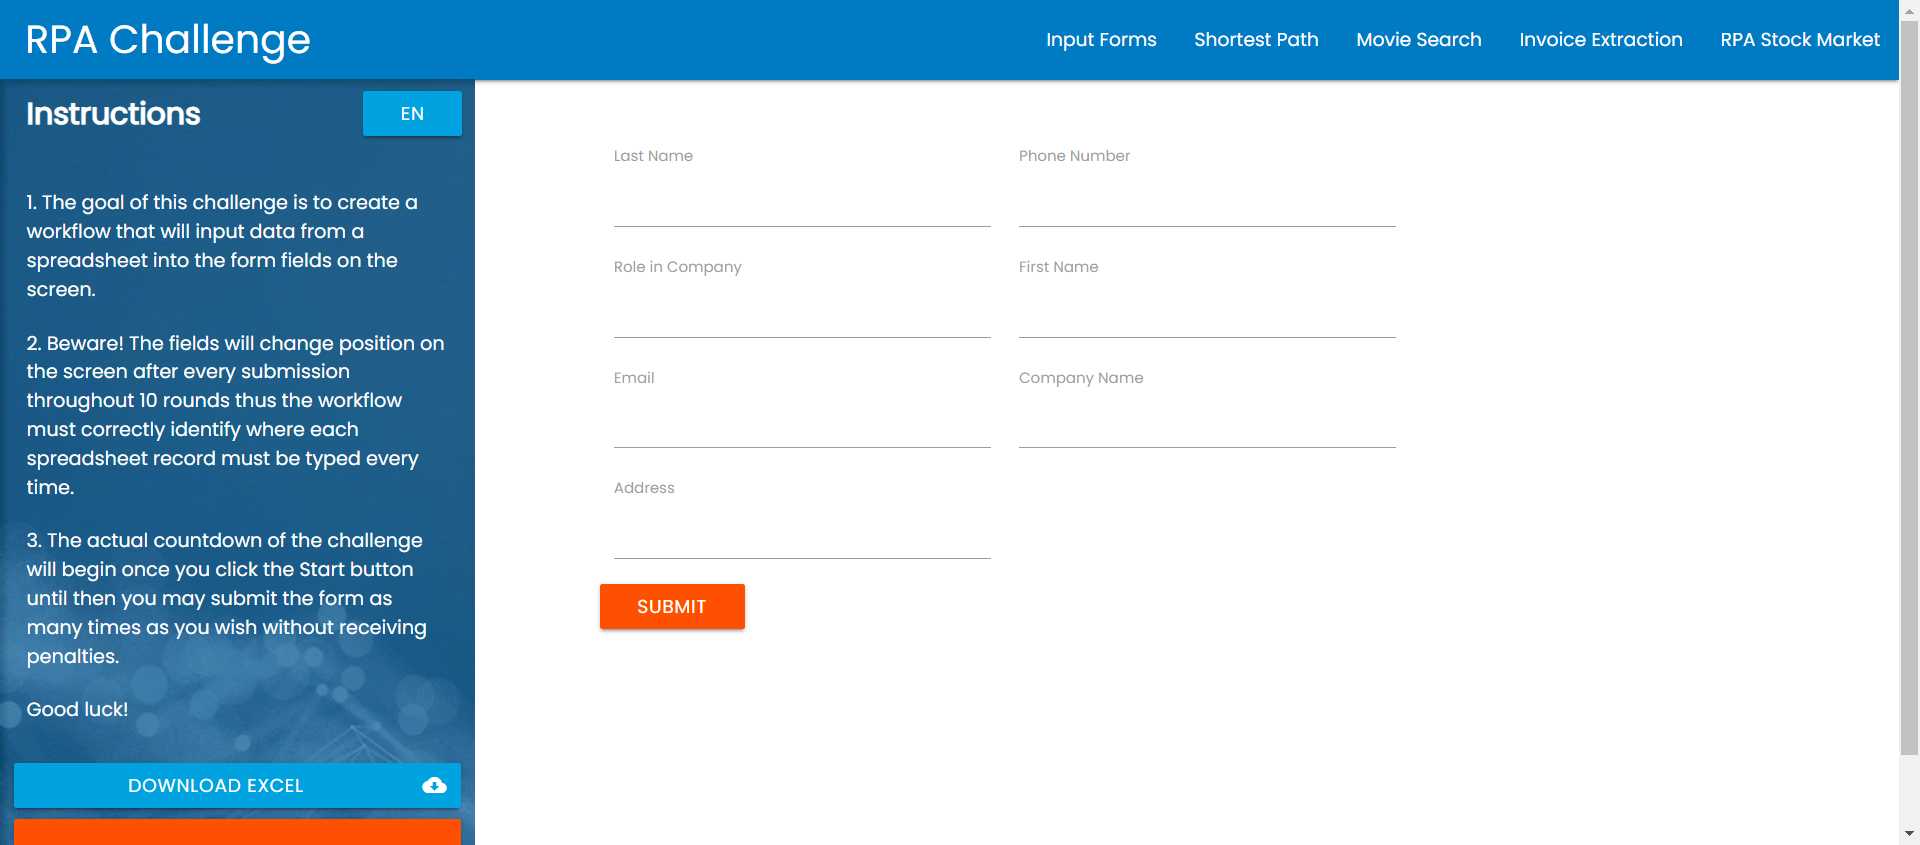 RPA Challenge
Input Forms
Shortest Path
Movie Search
Invoice Extraction
RPA Stock Market
Instructions
EN
1. The goal of this challenge is to create a
workflow that will input data from a
spreadsheet into the form fields on the
screen.
2. Beware! The fields will change position on
the screen after every submission
throughout 10 rounds thus the workflow
must correctly identify where each
spreadsheet record must be typed every
time.
3. The actual countdown of the challenge
will begin once you click the Start button
until then you may submit the form as
many times as you wish without receiving
penalties.
Good luck!
DOWNLOAD EXCEL
Last Name
Phone Number
Role in Company
First Name
Email
Company Name
Address
SUBMIT